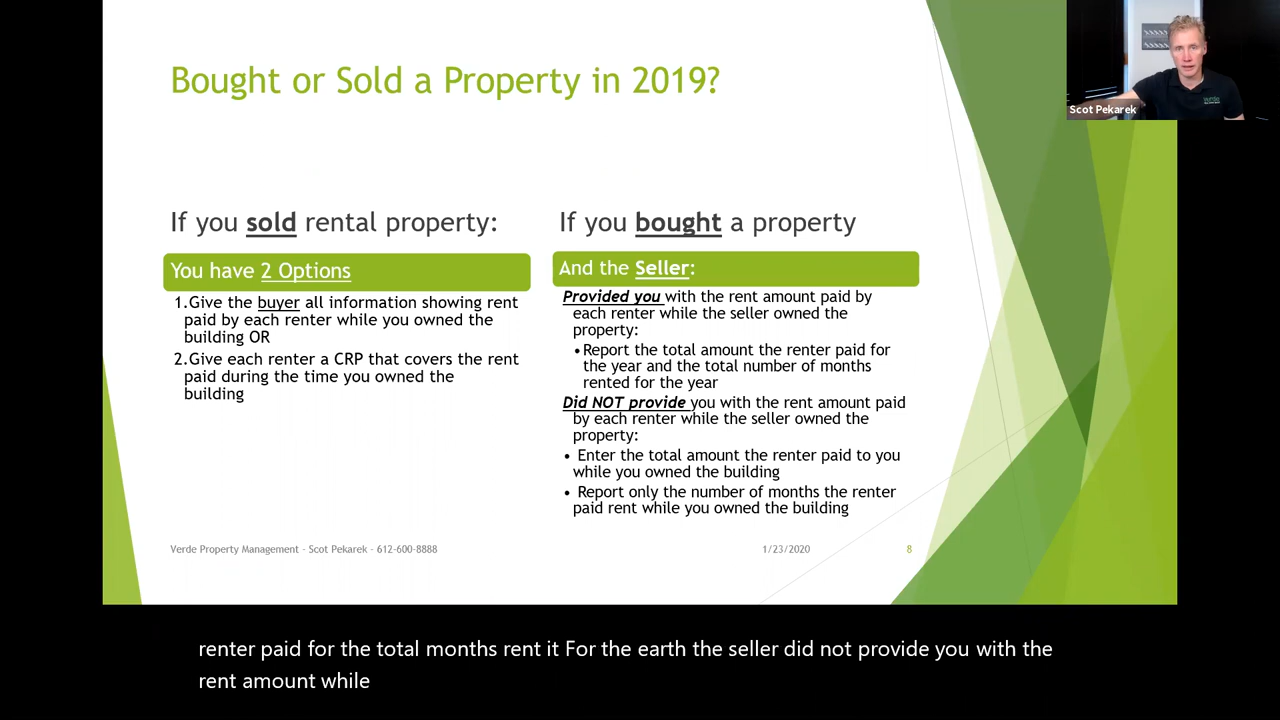 Bought or Sold a Property in 2019?
Scot Pekarek
If you sold rental property:
You have 2 Options
1.Give the buyer all information showing rent
paid by each renter while you owned the
building OR
2.Give each renter a CRP that covers the rent
paid during the time you owned the
building
If you bought a property
And the Seller:
Provided you with the rent amount paid by
each renter while the seller owned the
property:
•Report the total amount the renter paid for
the year and the total number of months
rented for the year
Did NOT provide you with the rent amount paid
by each renter while the seller owned the
property:
• Enter the total amount the renter paid to you
while you owned the building
• Report only the number of months the renter
paid rent while you owned the building
Verde Property Management - Scot Pekarek - 612-600-8888
1/23/2020
8
renter paid for the total months rent it For the earth the seller did not provide you with the
rent amount while